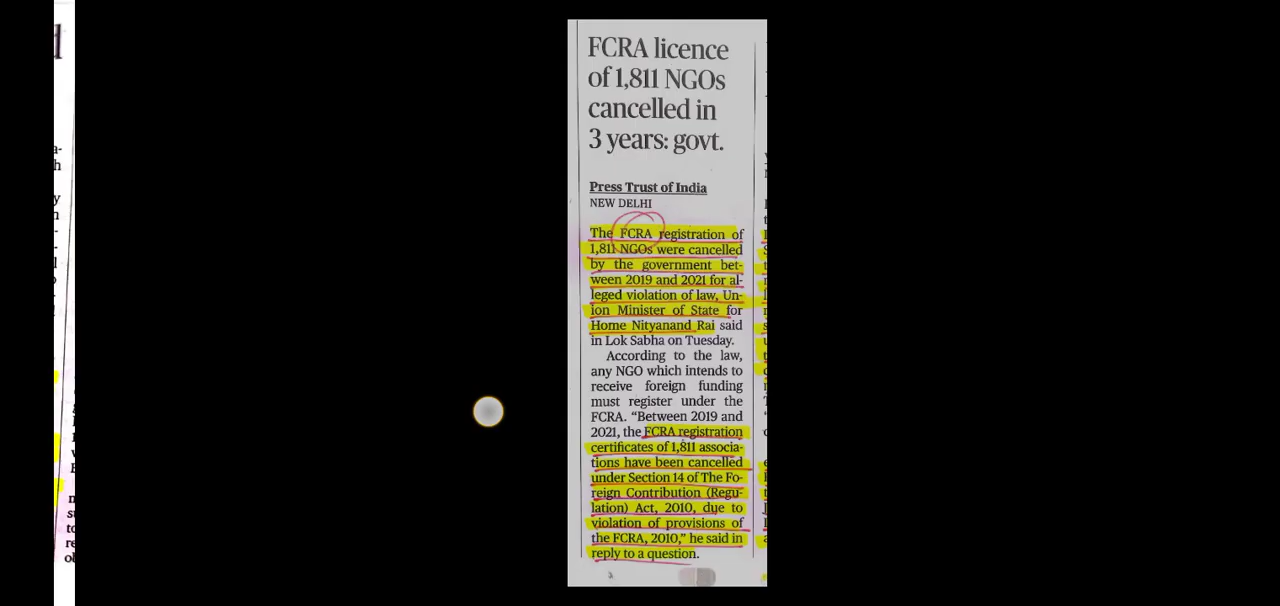 FCRA licence
of 1,811 NGOs
cancelled in
3 years: govt.
Press Trust of India
NEW DELHI
The FCRA registration of
1,811 NGOs were cancelled
by the government bet-
ween 2019 and 2021 for al-
leged violation of law, Un-
ion Minister of State for
Home Nityanand Rai said
in Lok Sabha on Tuesday.
According to the law,
any NGO which intends to
receive foreign funding
must register under the
FCRA. “Between 2019 and
2021, the FCRA registration
certificates of 1,811 associa-
tions have been cancelled
under Section 14 of The Fo-
reign Contribution (Regu-
lation) Act, 2010, due to
violation of provisions of
the FCRA, 2010,” he said in
reply to a question.